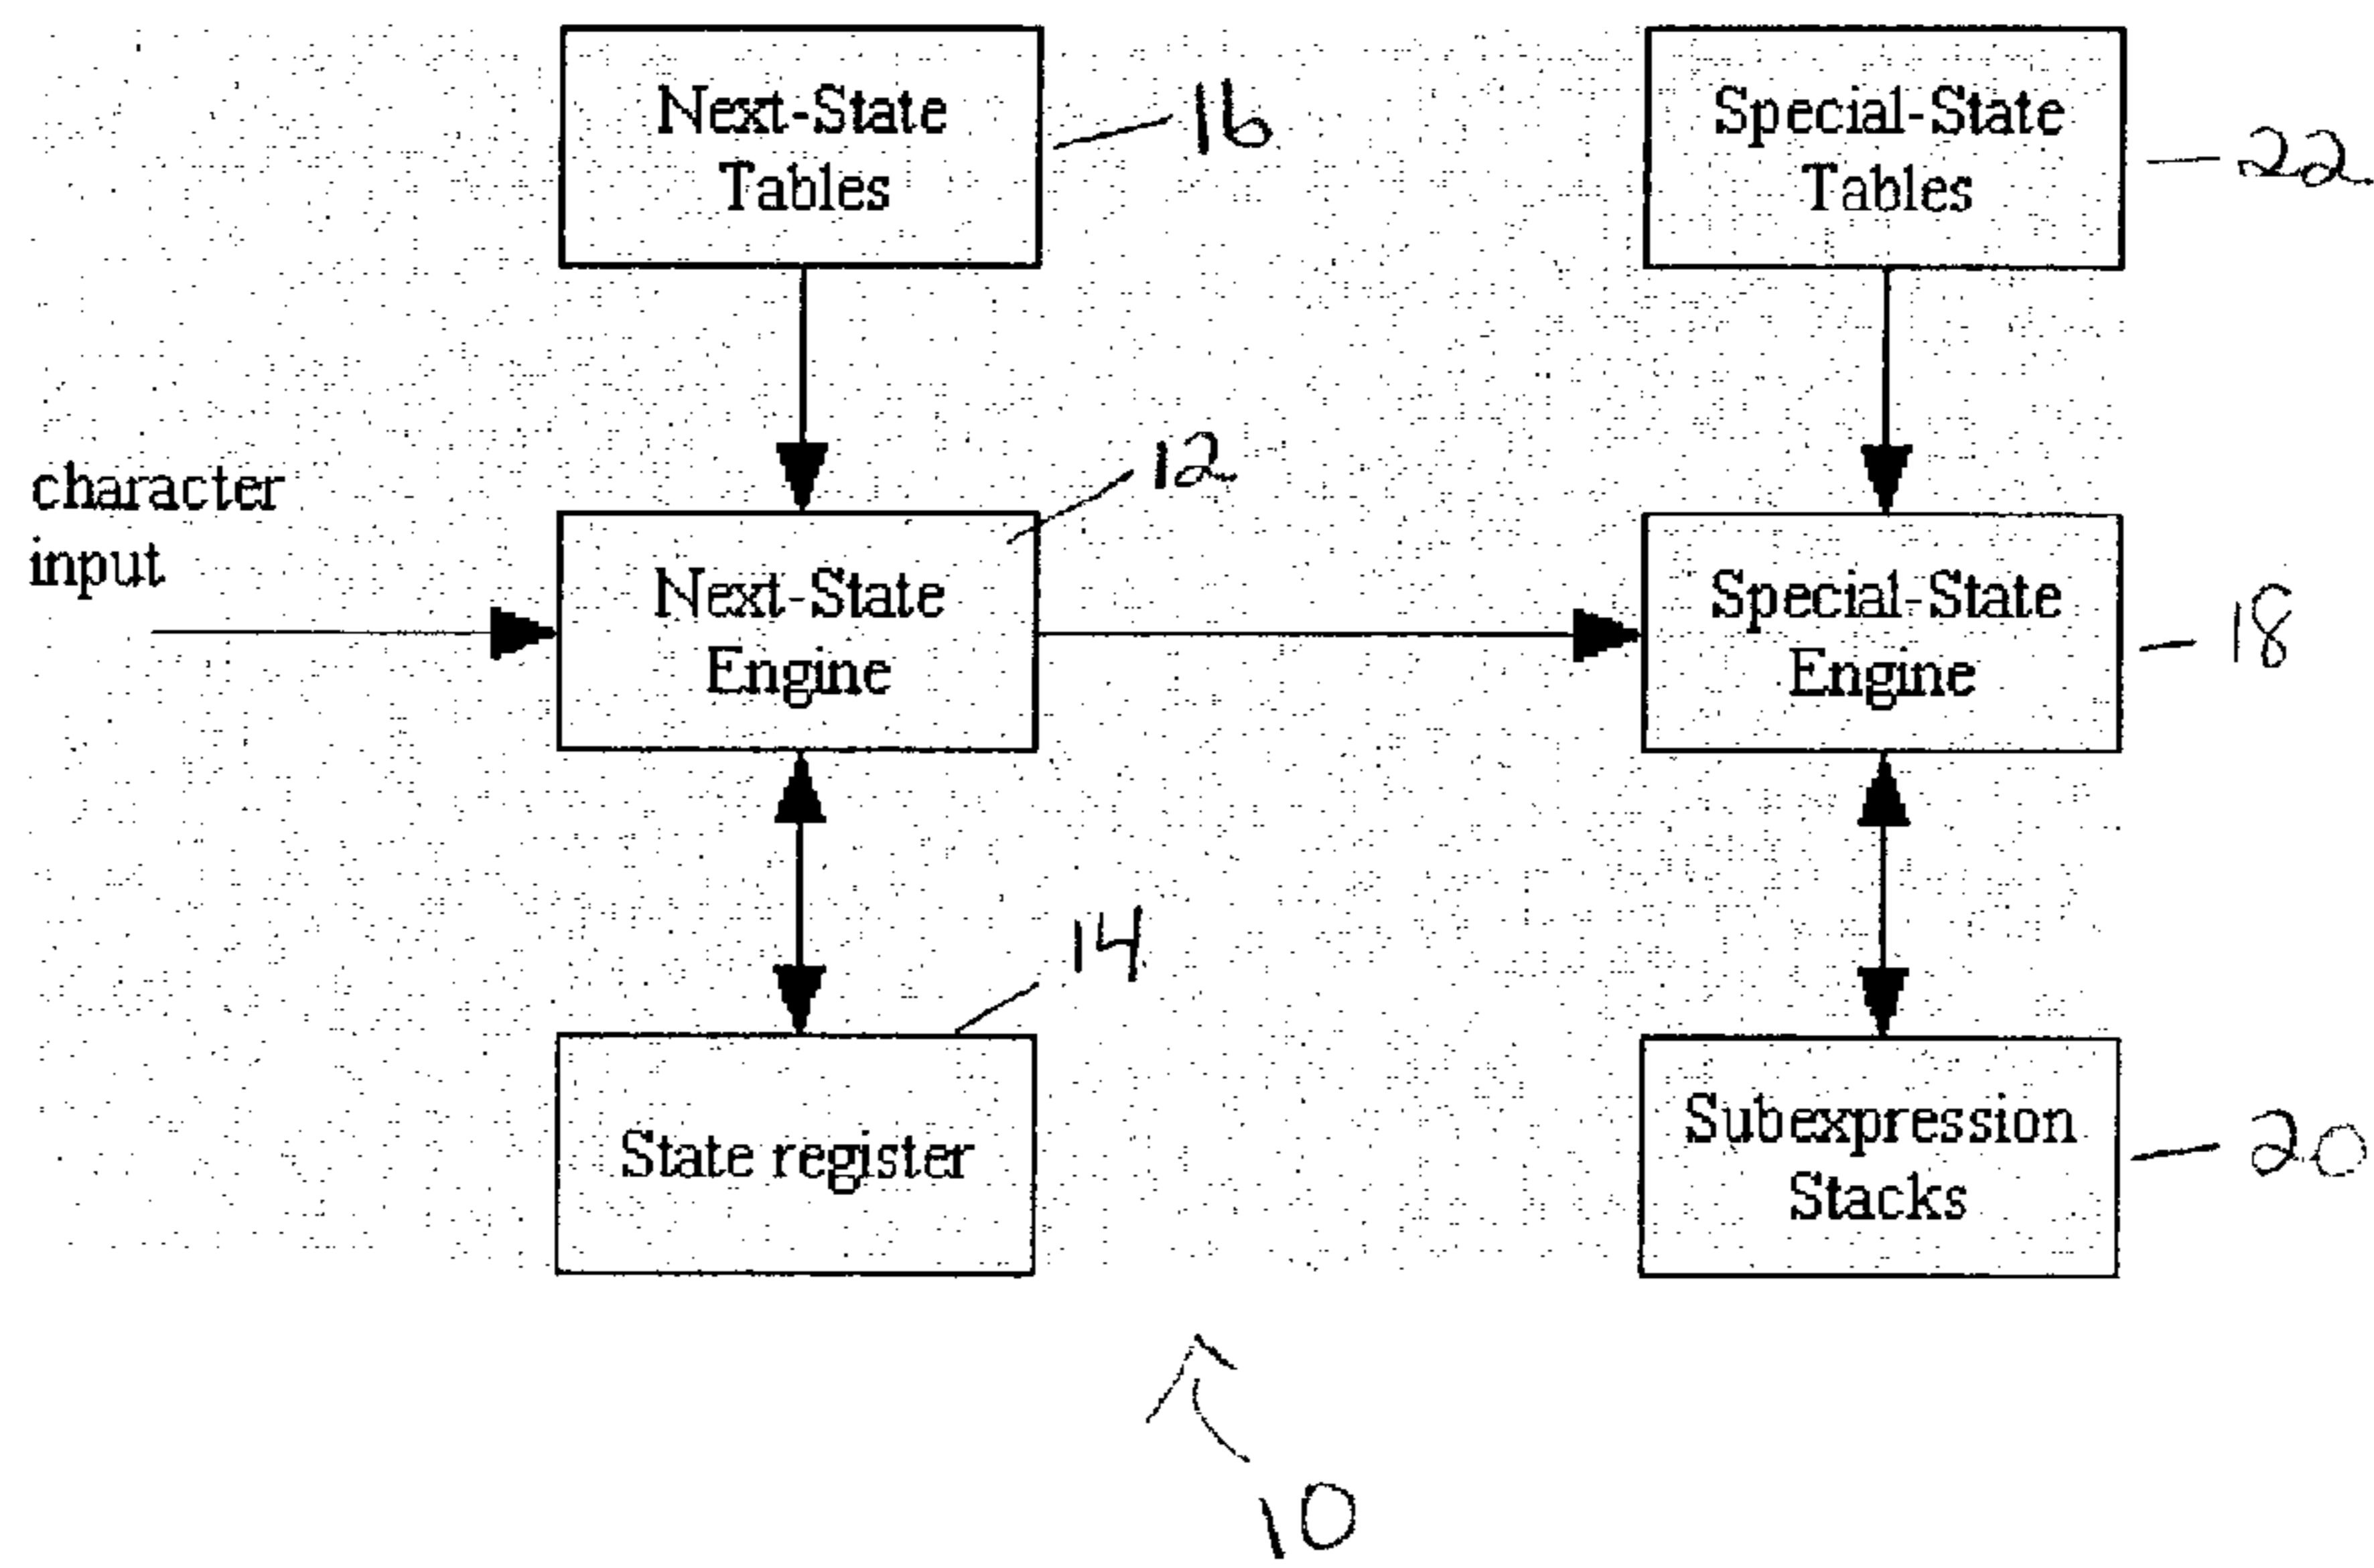 Next-State
Tables
16
Special-State
Tables
22
character
input
12
Next-State
Engine
Special-State
Engine
18
14
State register
Subexpression
Stacks
20
10